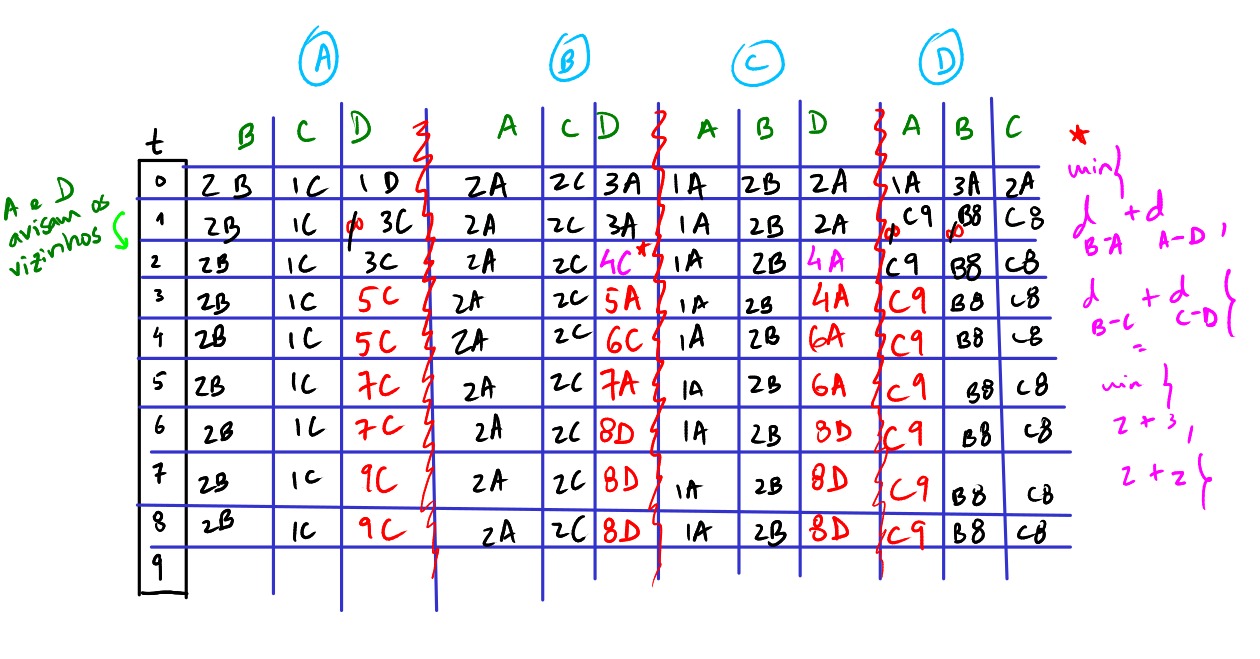 A B C D
t B C D A C D A B D A B C
0 2B 1C 1D 2A 2C 3A 1A 2B 2A 1A 3A 2A
1 2B 1C ∞ 3C 2A 2C 3A 1A 2B 2A ∞ C9 ∞ B8 C8
2 2B 1C 3C 2A 2C 4C* 1A 2B 4A C9 B8 C8
3 2B 1C 5C 2A 2C 5A 1A 2B 4A C9 B8 C8
4 2B 1C 5C 2A 2C 6C 1A 2B 6A C9 B8 C8
5 2B 1C 7C 2A 2C 7A 1A 2B 6A C9 B8 C8
6 2B 1C 7C 2A 2C 8D 1A 2B 8D C9 B8 C8
7 2B 1C 9C 2A 2C 8D 1A 2B 8D C9 B8 C8
8 2B 1C 9C 2A 2C 8D 1A 2B 8D C9 B8 C8
9
A e D
avisam os
vizinhos
*
min{
d + d
B-A A-D ,
d + d }
B-C C-D
=
min {
2 + 3,
2 + 2}